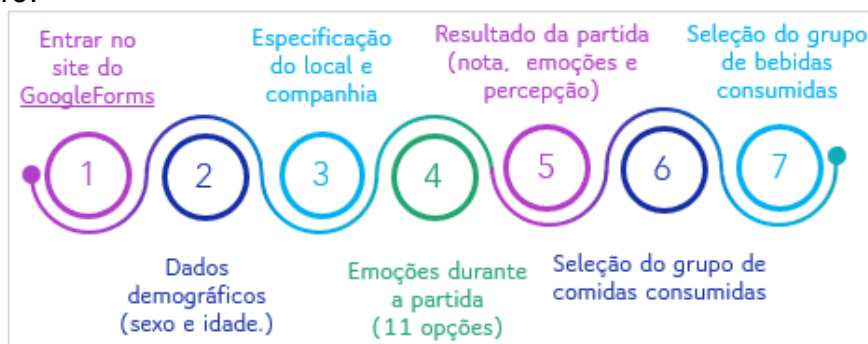 Entrar no
site do
GoogleForms
Especificação
do local e
companhia
Resultado da partida
(nota, emoções e
percepção)
Seleção do grupo
de bebidas
consumidas
1
2
3
4
5
6
7
Dados
demográficos
(sexo e idade.)
Emoções durante
a partida
(11 opções)
Seleção do grupo de
comidas consumidas